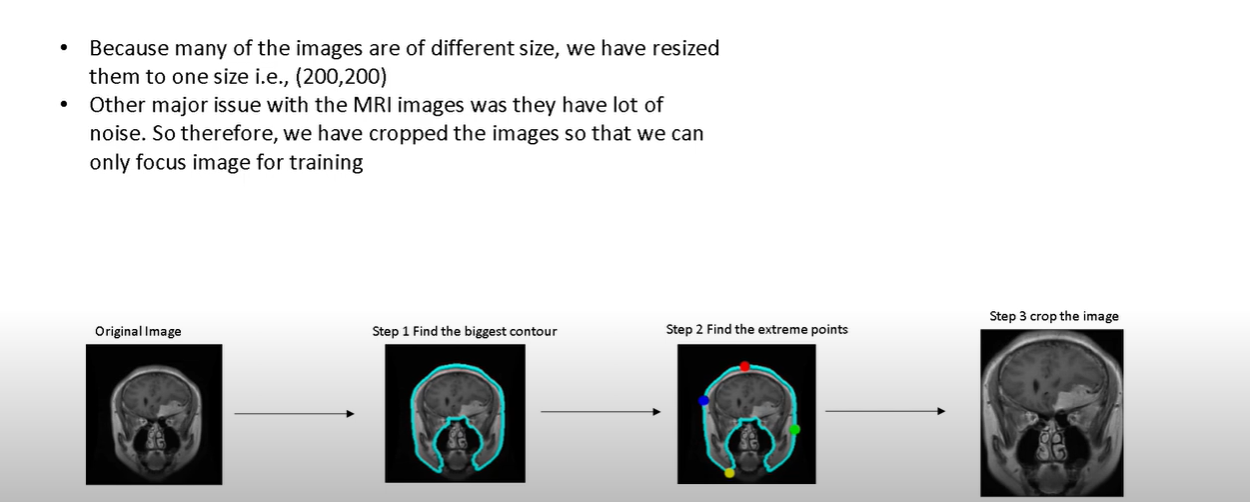 • Because many of the images are of different size, we have resized
them to one size i.e., (200,200)
• Other major issue with the MRI images was they have lot of
noise. So therefore, we have cropped the images so that we can
only focus image for training
Original Image
Step 1 Find the biggest contour
Step 2 Find the extreme points
Step 3 crop the image